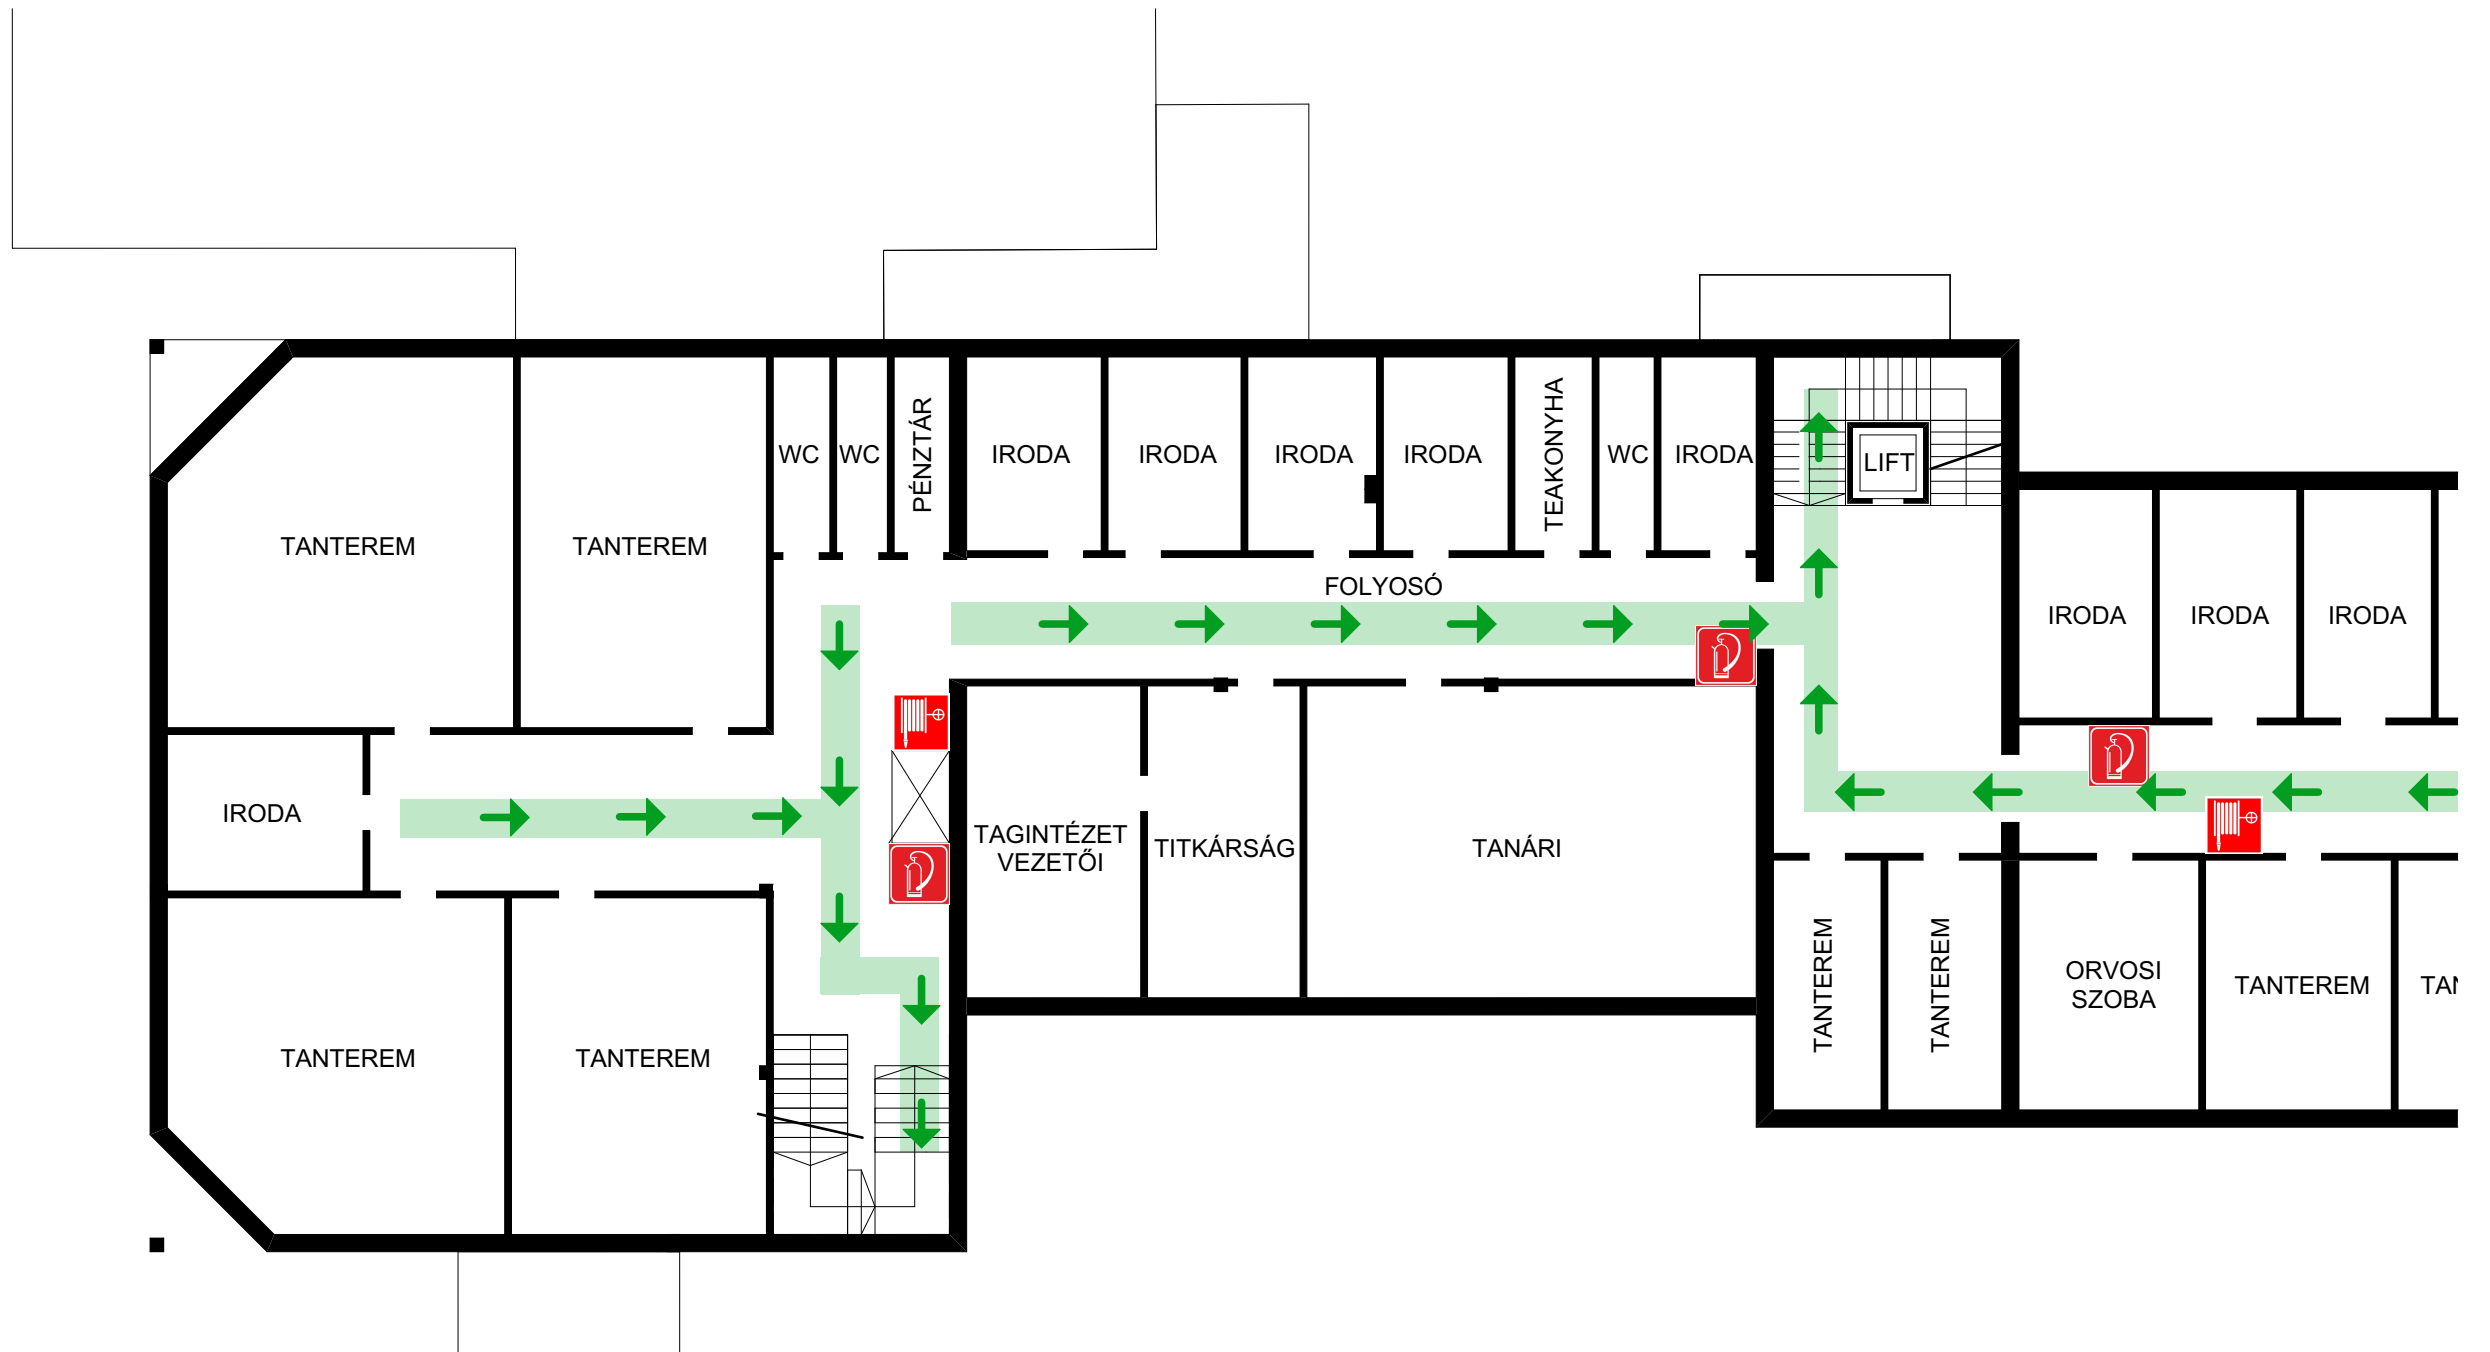 WC
WC
PÉNZTÁR
IRODA
IRODA
IRODA
IRODA
TEAKONYHA
WC
IRODA
LIFT
TANTEREM
TANTEREM
FOLYOSÓ
IRODA
IRODA
IRODA
IRODA
TAGINTÉZET
VEZETŐI
TITKÁRSÁG
TANÁRI
TANTEREM
TANTEREM
ORVOSI
SZOBA
TANTEREM
TAN
TANTEREM
TANTEREM